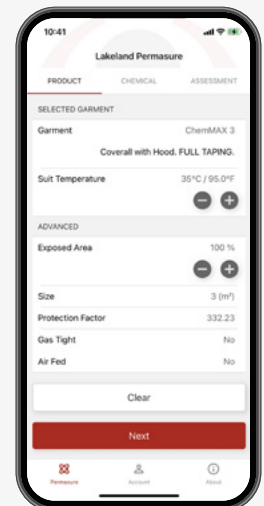 10:41
Lakeland Permasure
PRODUCT CHEMICAL ASSESSMENT
SELECTED GARMENT
Garment ChemMAX 3
Coverall with Hood. FULL TAPING.
Suit Temperature 35°C / 95.0°F
ADVANCED
Exposed Area 100 %
Size 3 (m²)
Protection Factor 332.23
Gas Tight No
Air Fed No
Clear
Next
Permasure Account About